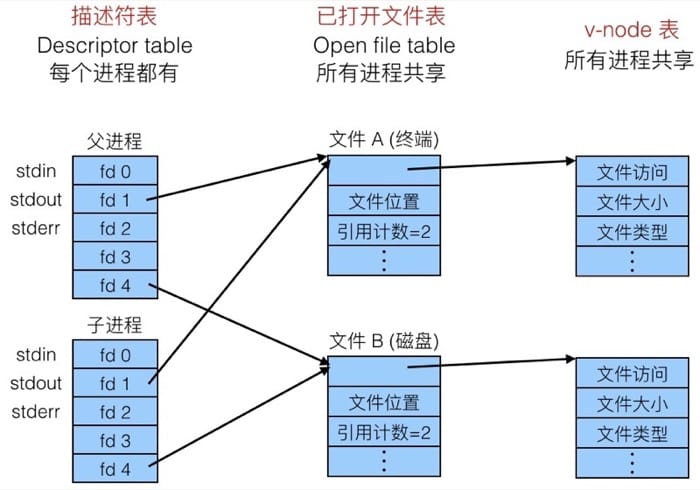 描述符表
Descriptor table
每个进程都有
已打开文件表
Open file table
所有进程共享
v-node 表
所有进程共享
父进程
stdin fd 0
stdout fd 1
stderr fd 2
fd 3
fd 4
子进程
stdin fd 0
stdout fd 1
stderr fd 2
fd 3
fd 4
文件 A (终端)
文件位置
引用计数=2
⋮
文件 B (磁盘)
文件位置
引用计数=2
⋮
文件访问
文件大小
文件类型
⋮
文件访问
文件大小
文件类型
⋮